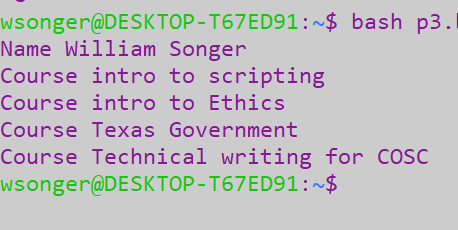 wsonger@DESKTOP-T67ED91:~$ bash p3.
Name William Songer
Course intro to scripting
Course intro to Ethics
Course Texas Government
Course Technical writing for COSC
wsonger@DESKTOP-T67ED91:~$